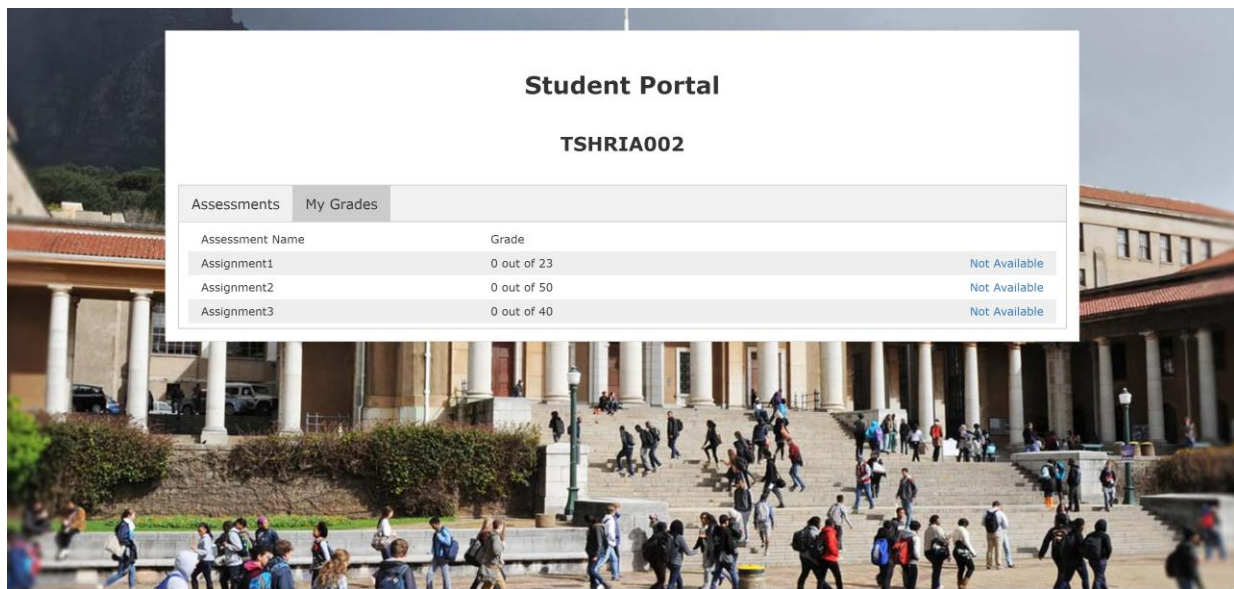 Student Portal
TSHRIA002
Assessments My Grades
Assessment Name Grade
Assignment1 0 out of 23 Not Available
Assignment2 0 out of 50 Not Available
Assignment3 0 out of 40 Not Available